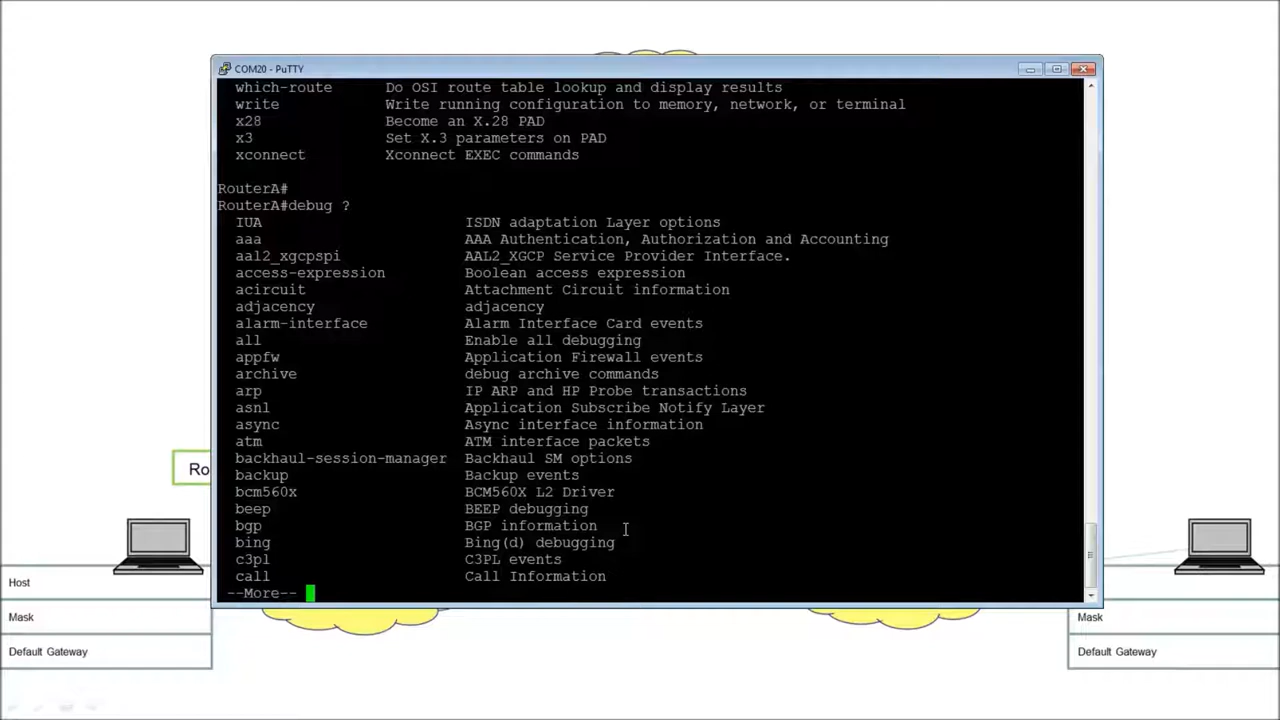 COM20 - PuTTY
which-route Do OSI route table lookup and display results
write Write running configuration to memory, network, or terminal
x28 Become an X.28 PAD
x3 Set X.3 parameters on PAD
xconnect Xconnect EXEC commands
RouterA#
RouterA#debug ?
IUA ISDN adaptation Layer options
aaa AAA Authentication, Authorization and Accounting
aal2_xgcpspi AAL2_XGCP Service Provider Interface.
access-expression Boolean access expression
acircuit Attachment Circuit information
adjacency adjacency
alarm-interface Alarm Interface Card events
all Enable all debugging
appfw Application Firewall events
archive debug archive commands
arp IP ARP and HP Probe transactions
asnl Application Subscribe Notify Layer
async Async interface information
atm ATM interface packets
backhaul-session-manager Backhaul SM options
backup Backup events
bcm560x BCM560X L2 Driver
beep BEEP debugging
bgp BGP information
bing Bing(d) debugging
c3pl C3PL events
call Call Information
--More--
Ro
Host
Mask
Default Gateway
Mask
Default Gateway